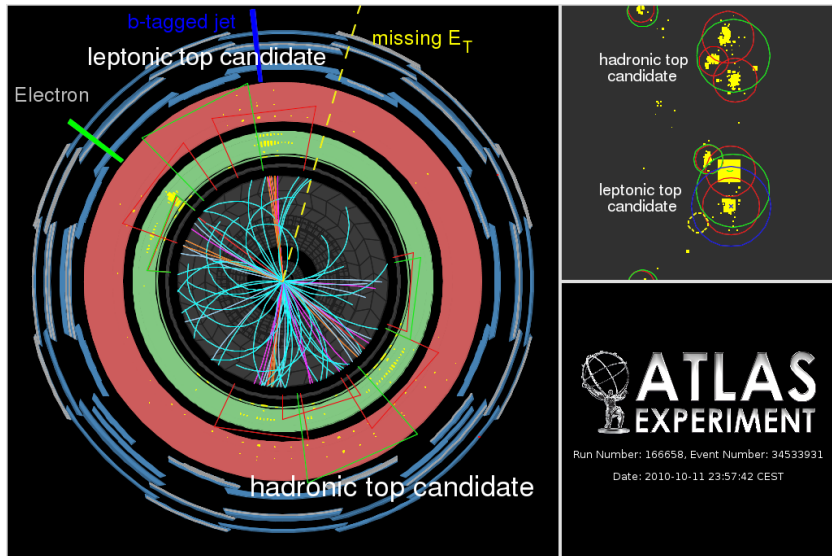 b-tagged jet
leptonic top candidate
missing E_T
Electron
hadronic top candidate
hadronic top
candidate
leptonic top
candidate
ATLAS
EXPERIMENT
Run Number: 166658, Event Number: 34533931
Date: 2010-10-11 23:57:42 CEST